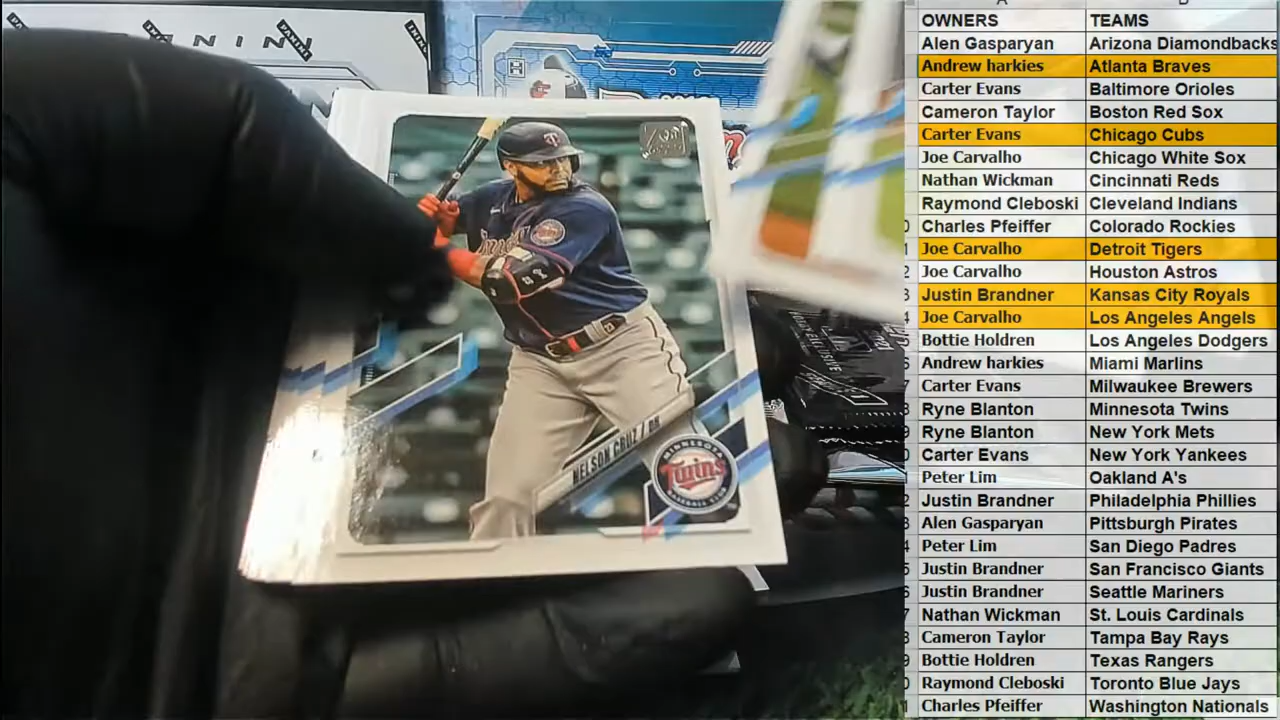 PANINI
NELSON CRUZ / DH
MINNESOTA
Twins
BASEBALL CLUB
OWNERS TEAMS
Alen Gasparyan Arizona Diamondbacks
Andrew harkies Atlanta Braves
Carter Evans Baltimore Orioles
Cameron Taylor Boston Red Sox
Carter Evans Chicago Cubs
Joe Carvalho Chicago White Sox
Nathan Wickman Cincinnati Reds
Raymond Cleboski Cleveland Indians
Charles Pfeiffer Colorado Rockies
Joe Carvalho Detroit Tigers
Joe Carvalho Houston Astros
Justin Brandner Kansas City Royals
Joe Carvalho Los Angeles Angels
Bottie Holdren Los Angeles Dodgers
Andrew harkies Miami Marlins
Carter Evans Milwaukee Brewers
Ryne Blanton Minnesota Twins
Ryne Blanton New York Mets
Carter Evans New York Yankees
Peter Lim Oakland A's
Justin Brandner Philadelphia Phillies
Alen Gasparyan Pittsburgh Pirates
Peter Lim San Diego Padres
Justin Brandner San Francisco Giants
Justin Brandner Seattle Mariners
Nathan Wickman St. Louis Cardinals
Cameron Taylor Tampa Bay Rays
Bottie Holdren Texas Rangers
Raymond Cleboski Toronto Blue Jays
Charles Pfeiffer Washington Nationals